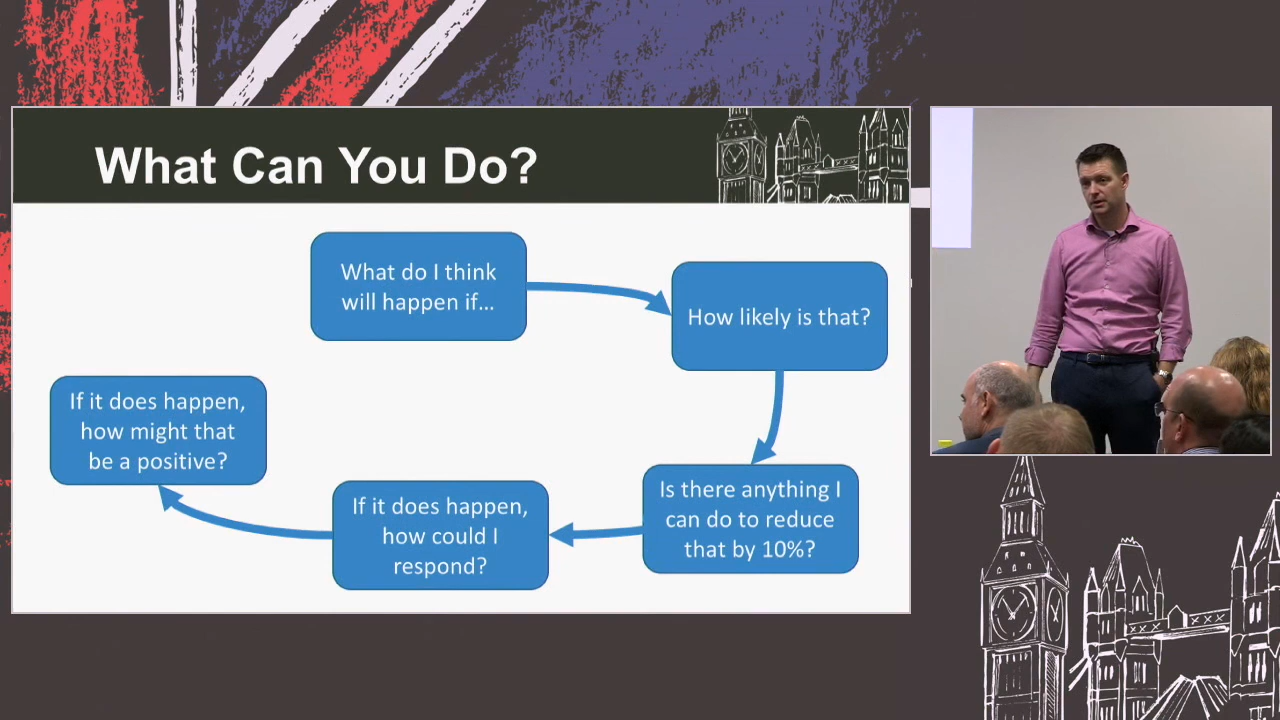 What Can You Do?
What do I think
will happen if...
How likely is that?
Is there anything I
can do to reduce
that by 10%?
If it does happen,
how could I
respond?
If it does happen,
how might that
be a positive?